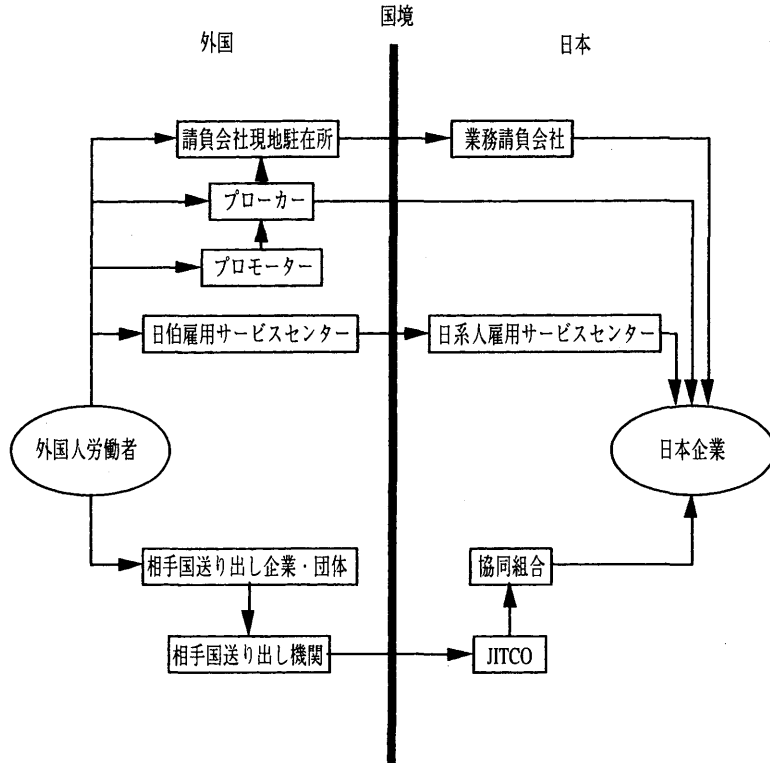 国境
外国
日本
請負会社現地駐在所
業務請負会社
ブローカー
プロモーター
日伯雇用サービスセンター
日系人雇用サービスセンター
外国人労働者
日本企業
相手国送り出し企業・団体
協同組合
相手国送り出し機関
JITCO